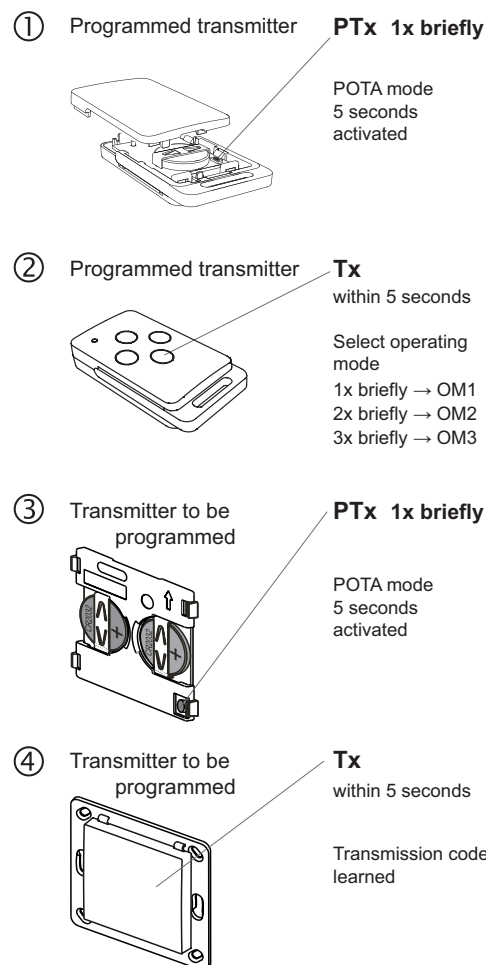 ① Programmed transmitter PTx 1x briefly
POTA mode
5 seconds
activated
② Programmed transmitter Tx
within 5 seconds
Select operating
mode
1x briefly → OM1
2x briefly → OM2
3x briefly → OM3
③ Transmitter to be PTx 1x briefly
programmed
POTA mode
5 seconds
activated
CR2032 CR2032
④ Transmitter to be Tx
programmed within 5 seconds
Transmission code
learned